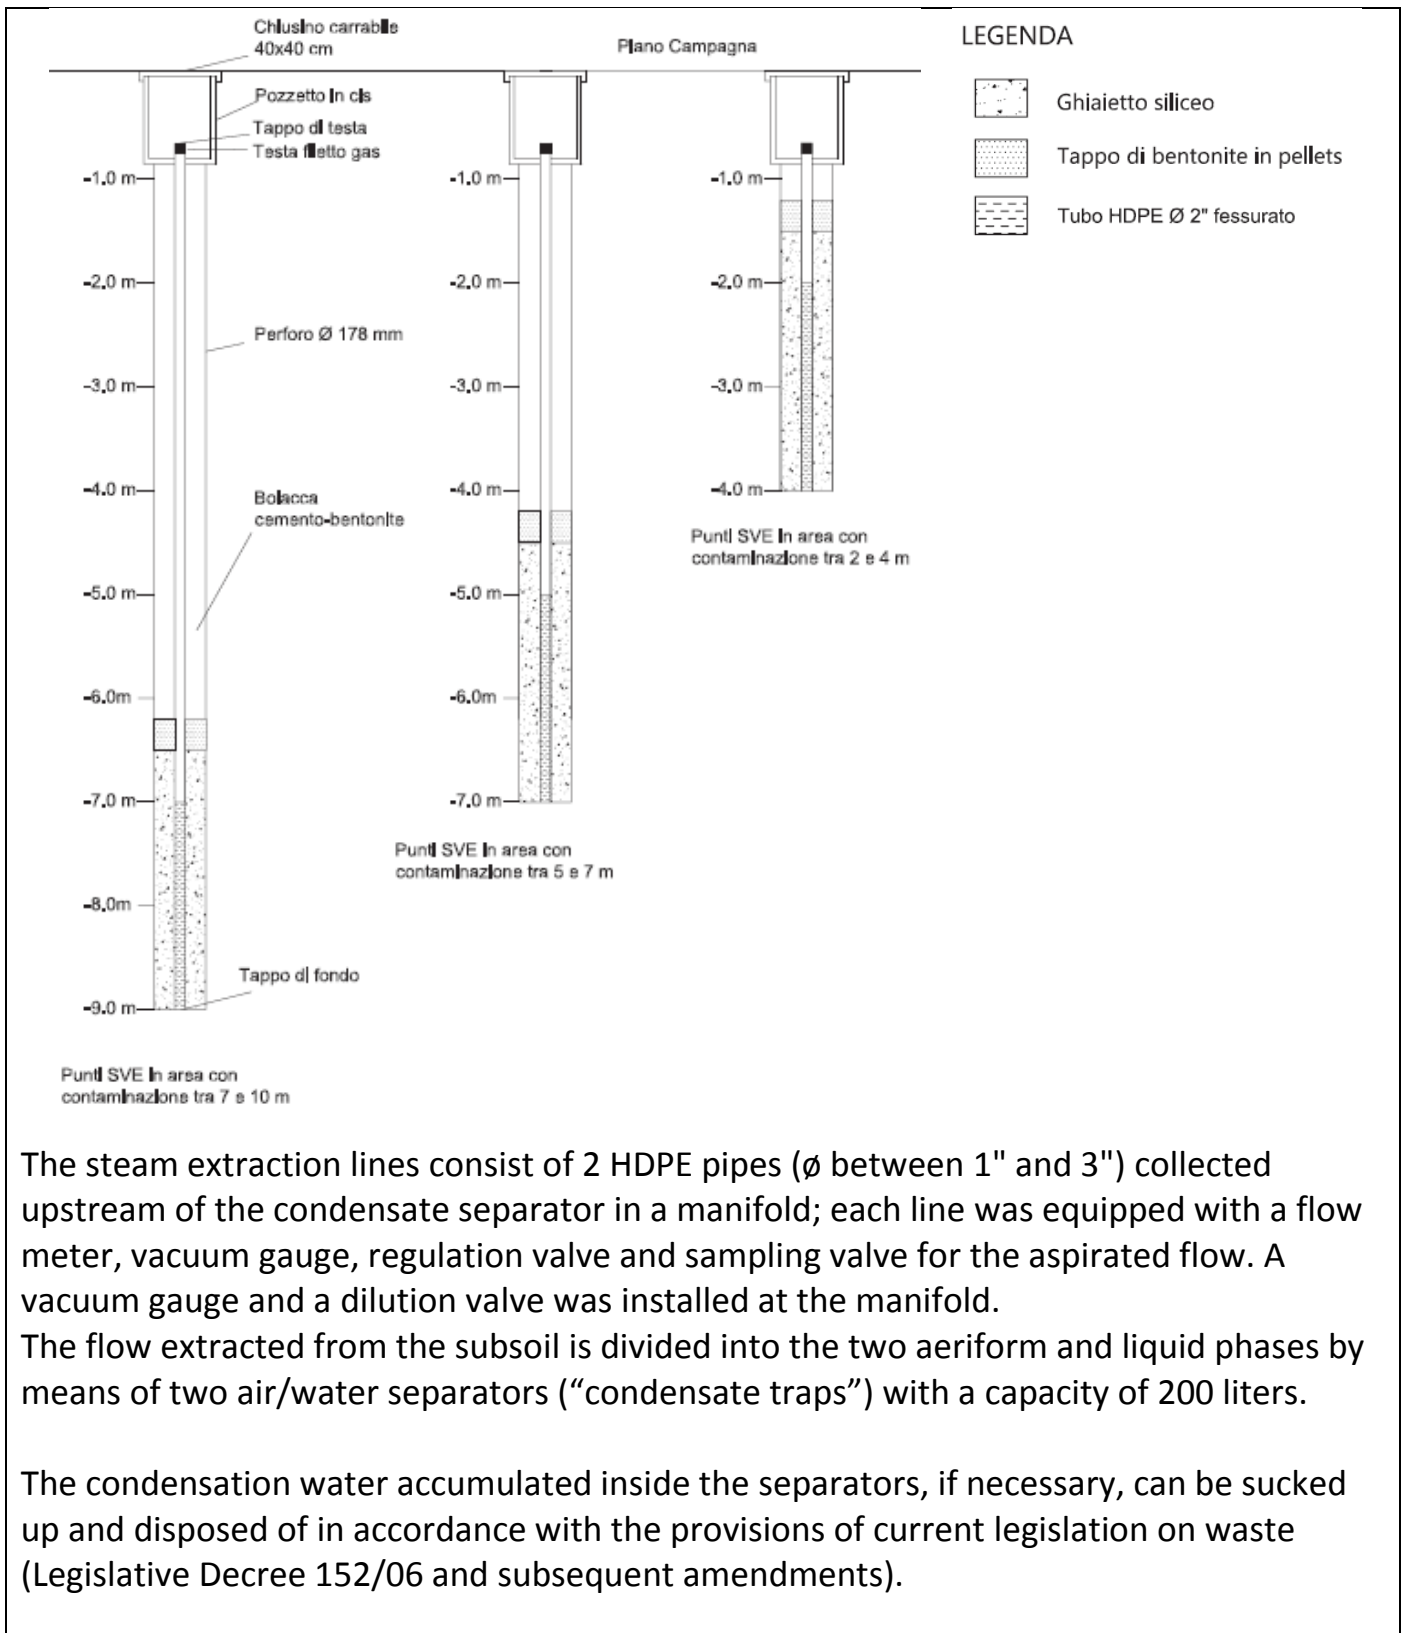 Chiusino carrabile
40x40 cm
Piano Campagna
Pozzetto in cls
Tappo di testa
Testa filetto gas
-1.0 m
-2.0 m
Perforo Ø 178 mm
-3.0 m
-4.0 m
Bolacca
cemento-bentonite
-5.0 m
-6.0m
-7.0 m
-8.0m
Tappo di fondo
-9.0 m
Punti SVE in area con
contaminazione tra 7 e 10 m
-1.0 m
-2.0 m
-3.0 m
-4.0 m
-5.0 m
-6.0m
-7.0 m
Punti SVE in area con
contaminazione tra 5 e 7 m
-1.0 m
-2.0 m
-3.0 m
-4.0 m
Punti SVE in area con
contaminazione tra 2 e 4 m
LEGENDA
Ghiaietto siliceo
Tappo di bentonite in pellets
Tubo HDPE Ø 2" fessurato
The steam extraction lines consist of 2 HDPE pipes (ø between 1" and 3") collected
upstream of the condensate separator in a manifold; each line was equipped with a flow
meter, vacuum gauge, regulation valve and sampling valve for the aspirated flow. A
vacuum gauge and a dilution valve was installed at the manifold.
The flow extracted from the subsoil is divided into the two aeriform and liquid phases by
means of two air/water separators (“condensate traps”) with a capacity of 200 liters.
The condensation water accumulated inside the separators, if necessary, can be sucked
up and disposed of in accordance with the provisions of current legislation on waste
(Legislative Decree 152/06 and subsequent amendments).